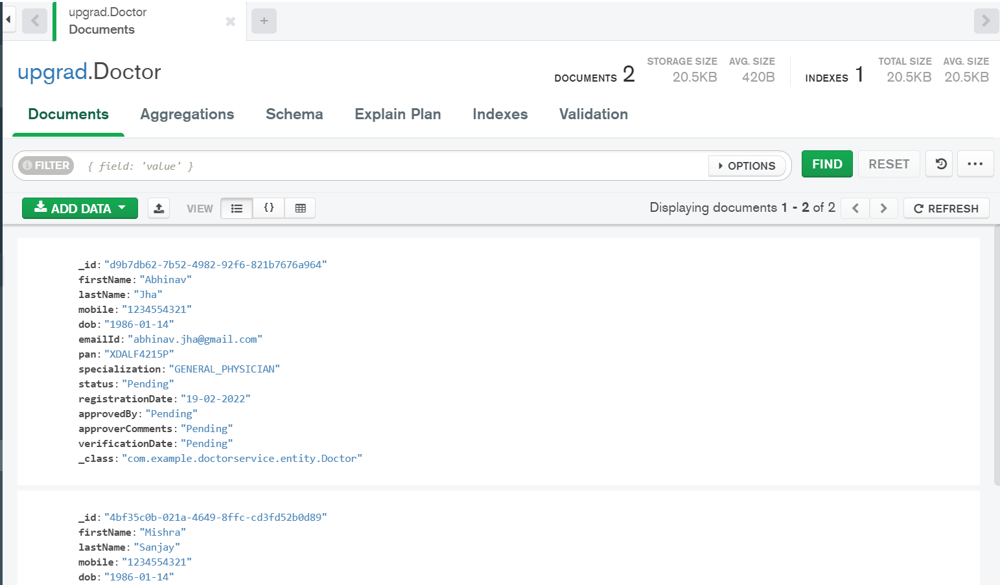 upgrad.Doctor
Documents
upgrad.Doctor
DOCUMENTS 2
STORAGE SIZE
20.5KB
AVG. SIZE
420B
INDEXES 1
TOTAL SIZE
20.5KB
AVG. SIZE
20.5KB
Documents Aggregations Schema Explain Plan Indexes Validation
FILTER { field: 'value' } OPTIONS FIND RESET ...
ADD DATA VIEW {} Displaying documents 1 - 2 of 2 REFRESH
_id: "d9b7db62-7b52-4982-92f6-821b7676a964"
firstName: "Abhinav"
lastName: "Jha"
mobile: "1234554321"
dob: "1986-01-14"
emailId: "abhinav.jha@gmail.com"
pan: "XDALF4215P"
specialization: "GENERAL_PHYSICIAN"
status: "Pending"
registrationDate: "19-02-2022"
approvedBy: "Pending"
approverComments: "Pending"
verificationDate: "Pending"
_class: "com.example.doctorservice.entity.Doctor"
_id: "4bf35c0b-021a-4649-8ffc-cd3fd52b0d89"
firstName: "Mishra"
lastName: "Sanjay"
mobile: "1234554321"
dob: "1986-01-14"